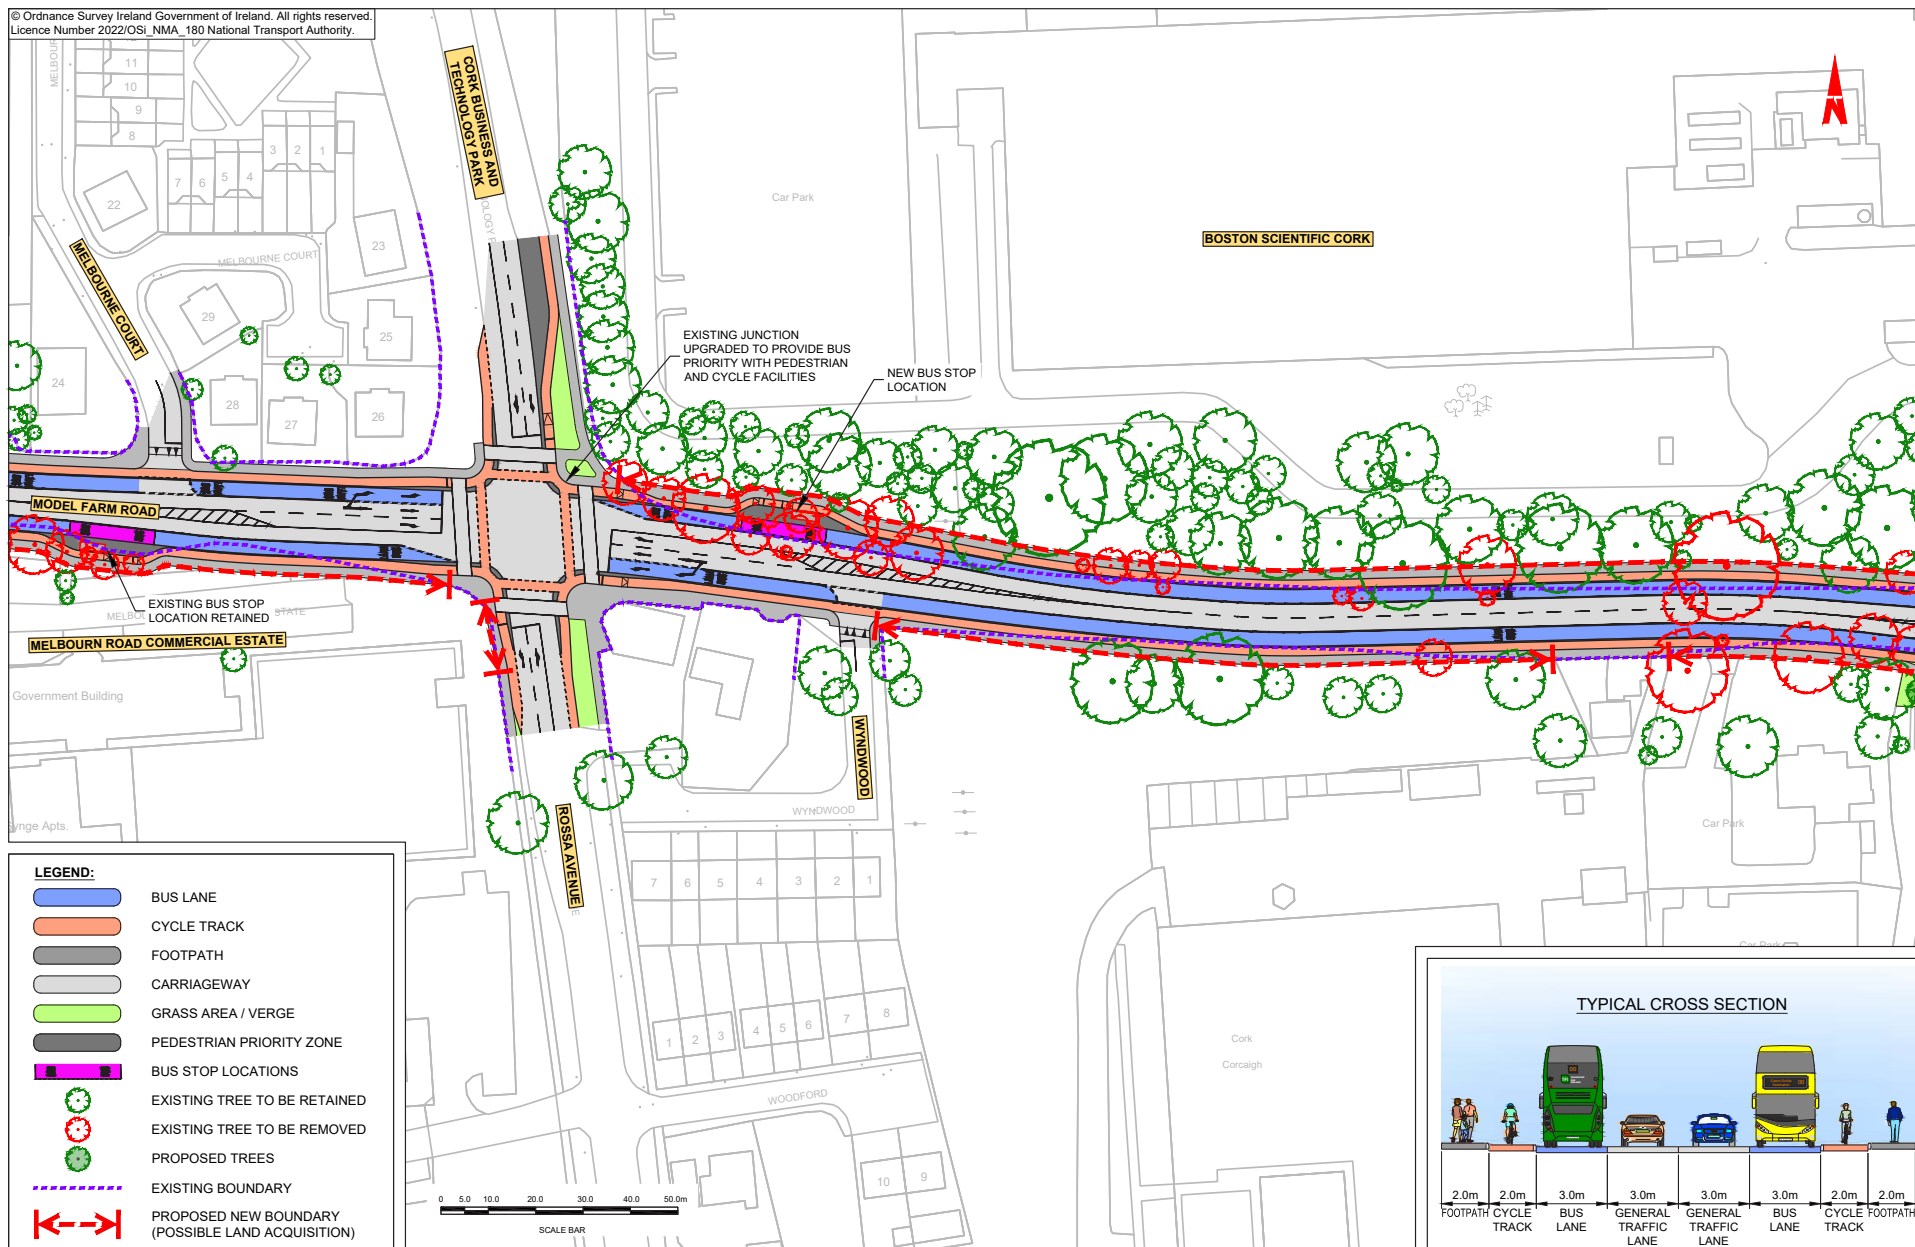 © Ordnance Survey Ireland Government of Ireland. All rights reserved.
Licence Number 2022/OSi_NMA_180 National Transport Authority.
CORK BUSINESS AND
TECHNOLOGY PARK
11
10
9
8
3
2
1
7
6
5
4
22
23
MELBOURNE COURT
MELBOURNE COURT
29
25
24
28
27
26
Car Park
BOSTON SCIENTIFIC CORK
EXISTING JUNCTION
UPGRADED TO PROVIDE BUS
PRIORITY WITH PEDESTRIAN
AND CYCLE FACILITIES
NEW BUS STOP
LOCATION
MODEL FARM ROAD
EXISTING BUS STOP
LOCATION RETAINED
MELBOURN ROAD COMMERCIAL ESTATE
ESTATE
Government Building
WYNDWOOD
WYNDWOOD
ROSSA AVENUE
Car Park
Car Park
7
6
5
4
3
2
1
1
2
3
4
5
6
7
8
WOODFORD
10
9
Cork
Corcaigh
LEGEND:
BUS LANE
CYCLE TRACK
FOOTPATH
CARRIAGEWAY
GRASS AREA / VERGE
PEDESTRIAN PRIORITY ZONE
BUS STOP LOCATIONS
EXISTING TREE TO BE RETAINED
EXISTING TREE TO BE REMOVED
PROPOSED TREES
EXISTING BOUNDARY
PROPOSED NEW BOUNDARY
(POSSIBLE LAND ACQUISITION)
0 5.0 10.0 20.0 30.0 40.0 50.0m
SCALE BAR
TYPICAL CROSS SECTION
2.0m 2.0m 3.0m 3.0m 3.0m 3.0m 2.0m 2.0m
FOOTPATH
CYCLE
TRACK
BUS
LANE
GENERAL
TRAFFIC
LANE
GENERAL
TRAFFIC
LANE
BUS
LANE
CYCLE
TRACK
FOOTPATH